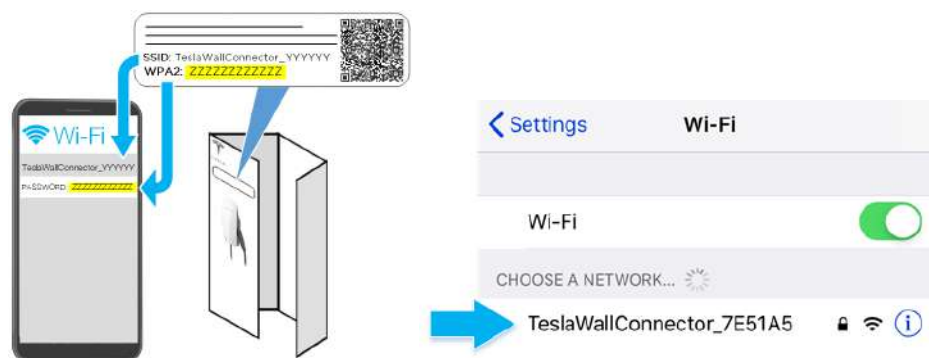 SSID: TeslaWallConnector_YYYYYY
WPA2: ZZZZZZZZZZZZ
Wi-Fi
TeslaWallConnector_YYYYYY
PASSWORD: ZZZZZZZZZZZZ
Settings
Wi-Fi
Wi-Fi
CHOOSE A NETWORK...
TeslaWallConnector_7E51A5